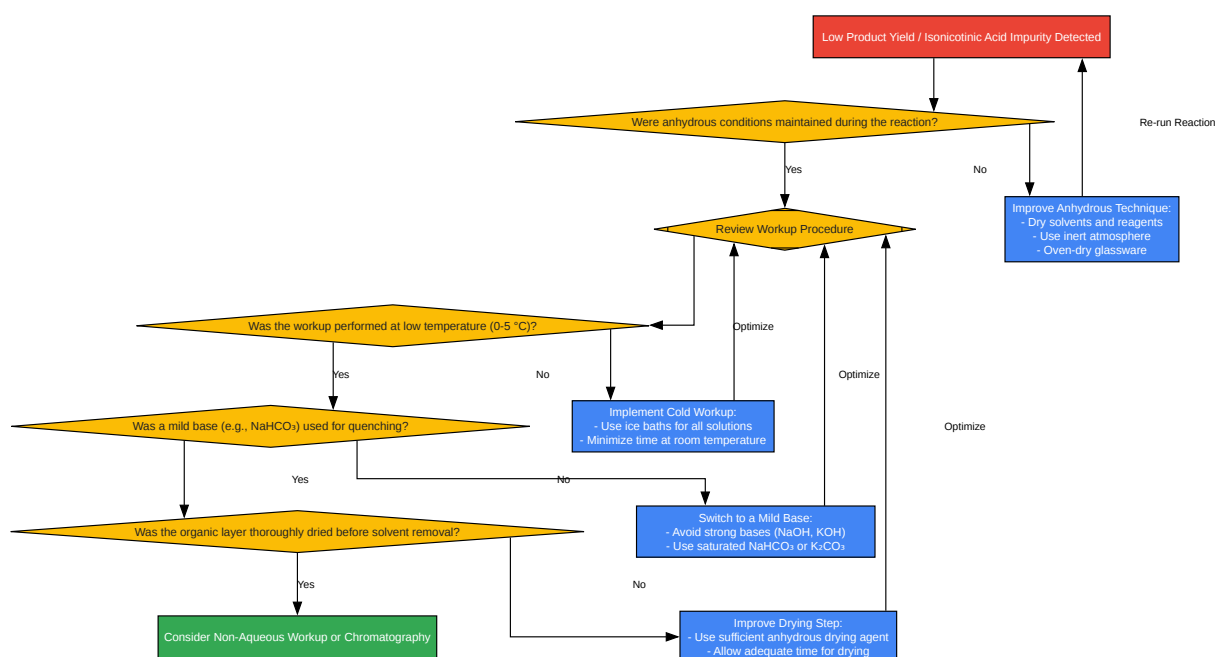 Low Product Yield / Isonicotinic Acid Impurity Detected
Were anhydrous conditions maintained during the reaction?
Re-run Reaction
Yes
No
Improve Anhydrous Technique:
- Dry solvents and reagents
- Use inert atmosphere
- Oven-dry glassware
Review Workup Procedure
Was the workup performed at low temperature (0-5 °C)?
Optimize
Yes
No
Optimize
Implement Cold Workup:
- Use ice baths for all solutions
- Minimize time at room temperature
Was a mild base (e.g., NaHCO₃) used for quenching?
Optimize
Yes
No
Switch to a Mild Base:
- Avoid strong bases (NaOH, KOH)
- Use saturated NaHCO₃ or K₂CO₃
Was the organic layer thoroughly dried before solvent removal?
Yes
No
Consider Non-Aqueous Workup or Chromatography
Improve Drying Step:
- Use sufficient anhydrous drying agent
- Allow adequate time for drying